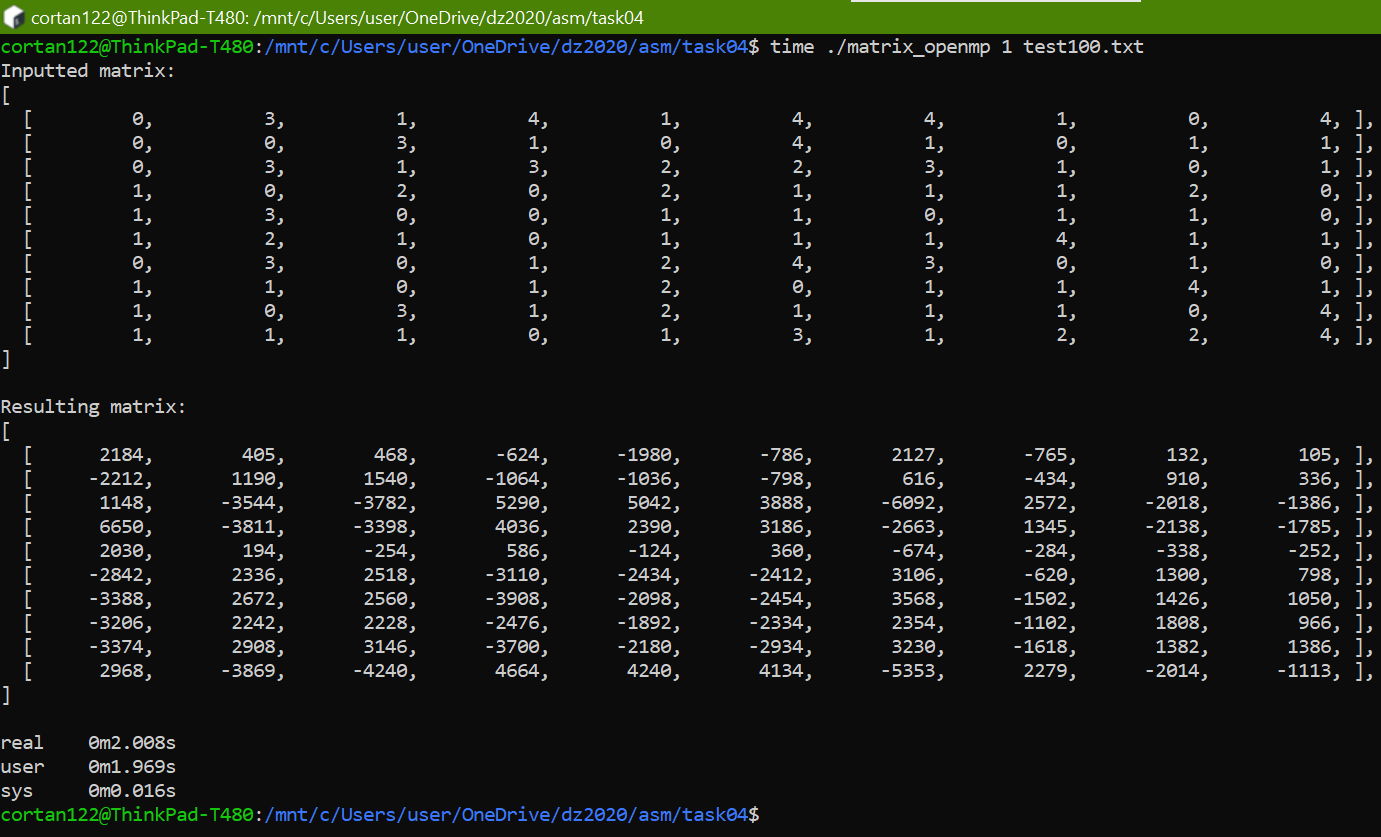 cortan122@ThinkPad-T480: /mnt/c/Users/user/OneDrive/dz2020/asm/task04
cortan122@ThinkPad-T480:/mnt/c/Users/user/OneDrive/dz2020/asm/task04$ time ./matrix_openmp 1 test100.txt
Inputted matrix:
[
  [         0,          3,          1,          4,          1,          4,          4,          1,          0,          4, ],
  [         0,          0,          3,          1,          0,          4,          1,          0,          1,          1, ],
  [         0,          3,          1,          3,          2,          2,          3,          1,          0,          1, ],
  [         1,          0,          2,          0,          2,          1,          1,          1,          2,          0, ],
  [         1,          3,          0,          0,          1,          1,          0,          1,          1,          0, ],
  [         1,          2,          1,          0,          1,          1,          1,          4,          1,          1, ],
  [         0,          3,          0,          1,          2,          4,          3,          0,          1,          0, ],
  [         1,          1,          0,          1,          2,          0,          1,          1,          4,          1, ],
  [         1,          0,          3,          1,          2,          1,          1,          1,          0,          4, ],
  [         1,          1,          1,          0,          1,          3,          1,          2,          2,          4, ],
]
Resulting matrix:
[
  [      2184,        405,        468,       -624,      -1980,       -786,       2127,       -765,        132,        105, ],
  [     -2212,       1190,       1540,      -1064,      -1036,       -798,        616,       -434,        910,        336, ],
  [      1148,      -3544,      -3782,       5290,       5042,       3888,      -6092,       2572,      -2018,      -1386, ],
  [      6650,      -3811,      -3398,       4036,       2390,       3186,      -2663,       1345,      -2138,      -1785, ],
  [      2030,        194,       -254,        586,       -124,        360,       -674,       -284,       -338,       -252, ],
  [     -2842,       2336,       2518,      -3110,      -2434,      -2412,       3106,       -620,       1300,        798, ],
  [     -3388,       2672,       2560,      -3908,      -2098,      -2454,       3568,      -1502,       1426,       1050, ],
  [     -3206,       2242,       2228,      -2476,      -1892,      -2334,       2354,      -1102,       1808,        966, ],
  [     -3374,       2908,       3146,      -3700,      -2180,      -2934,       3230,      -1618,       1382,       1386, ],
  [      2968,      -3869,      -4240,       4664,       4240,       4134,      -5353,       2279,      -2014,      -1113, ],
]
real    0m2.008s
user    0m1.969s
sys     0m0.016s
cortan122@ThinkPad-T480:/mnt/c/Users/user/OneDrive/dz2020/asm/task04$